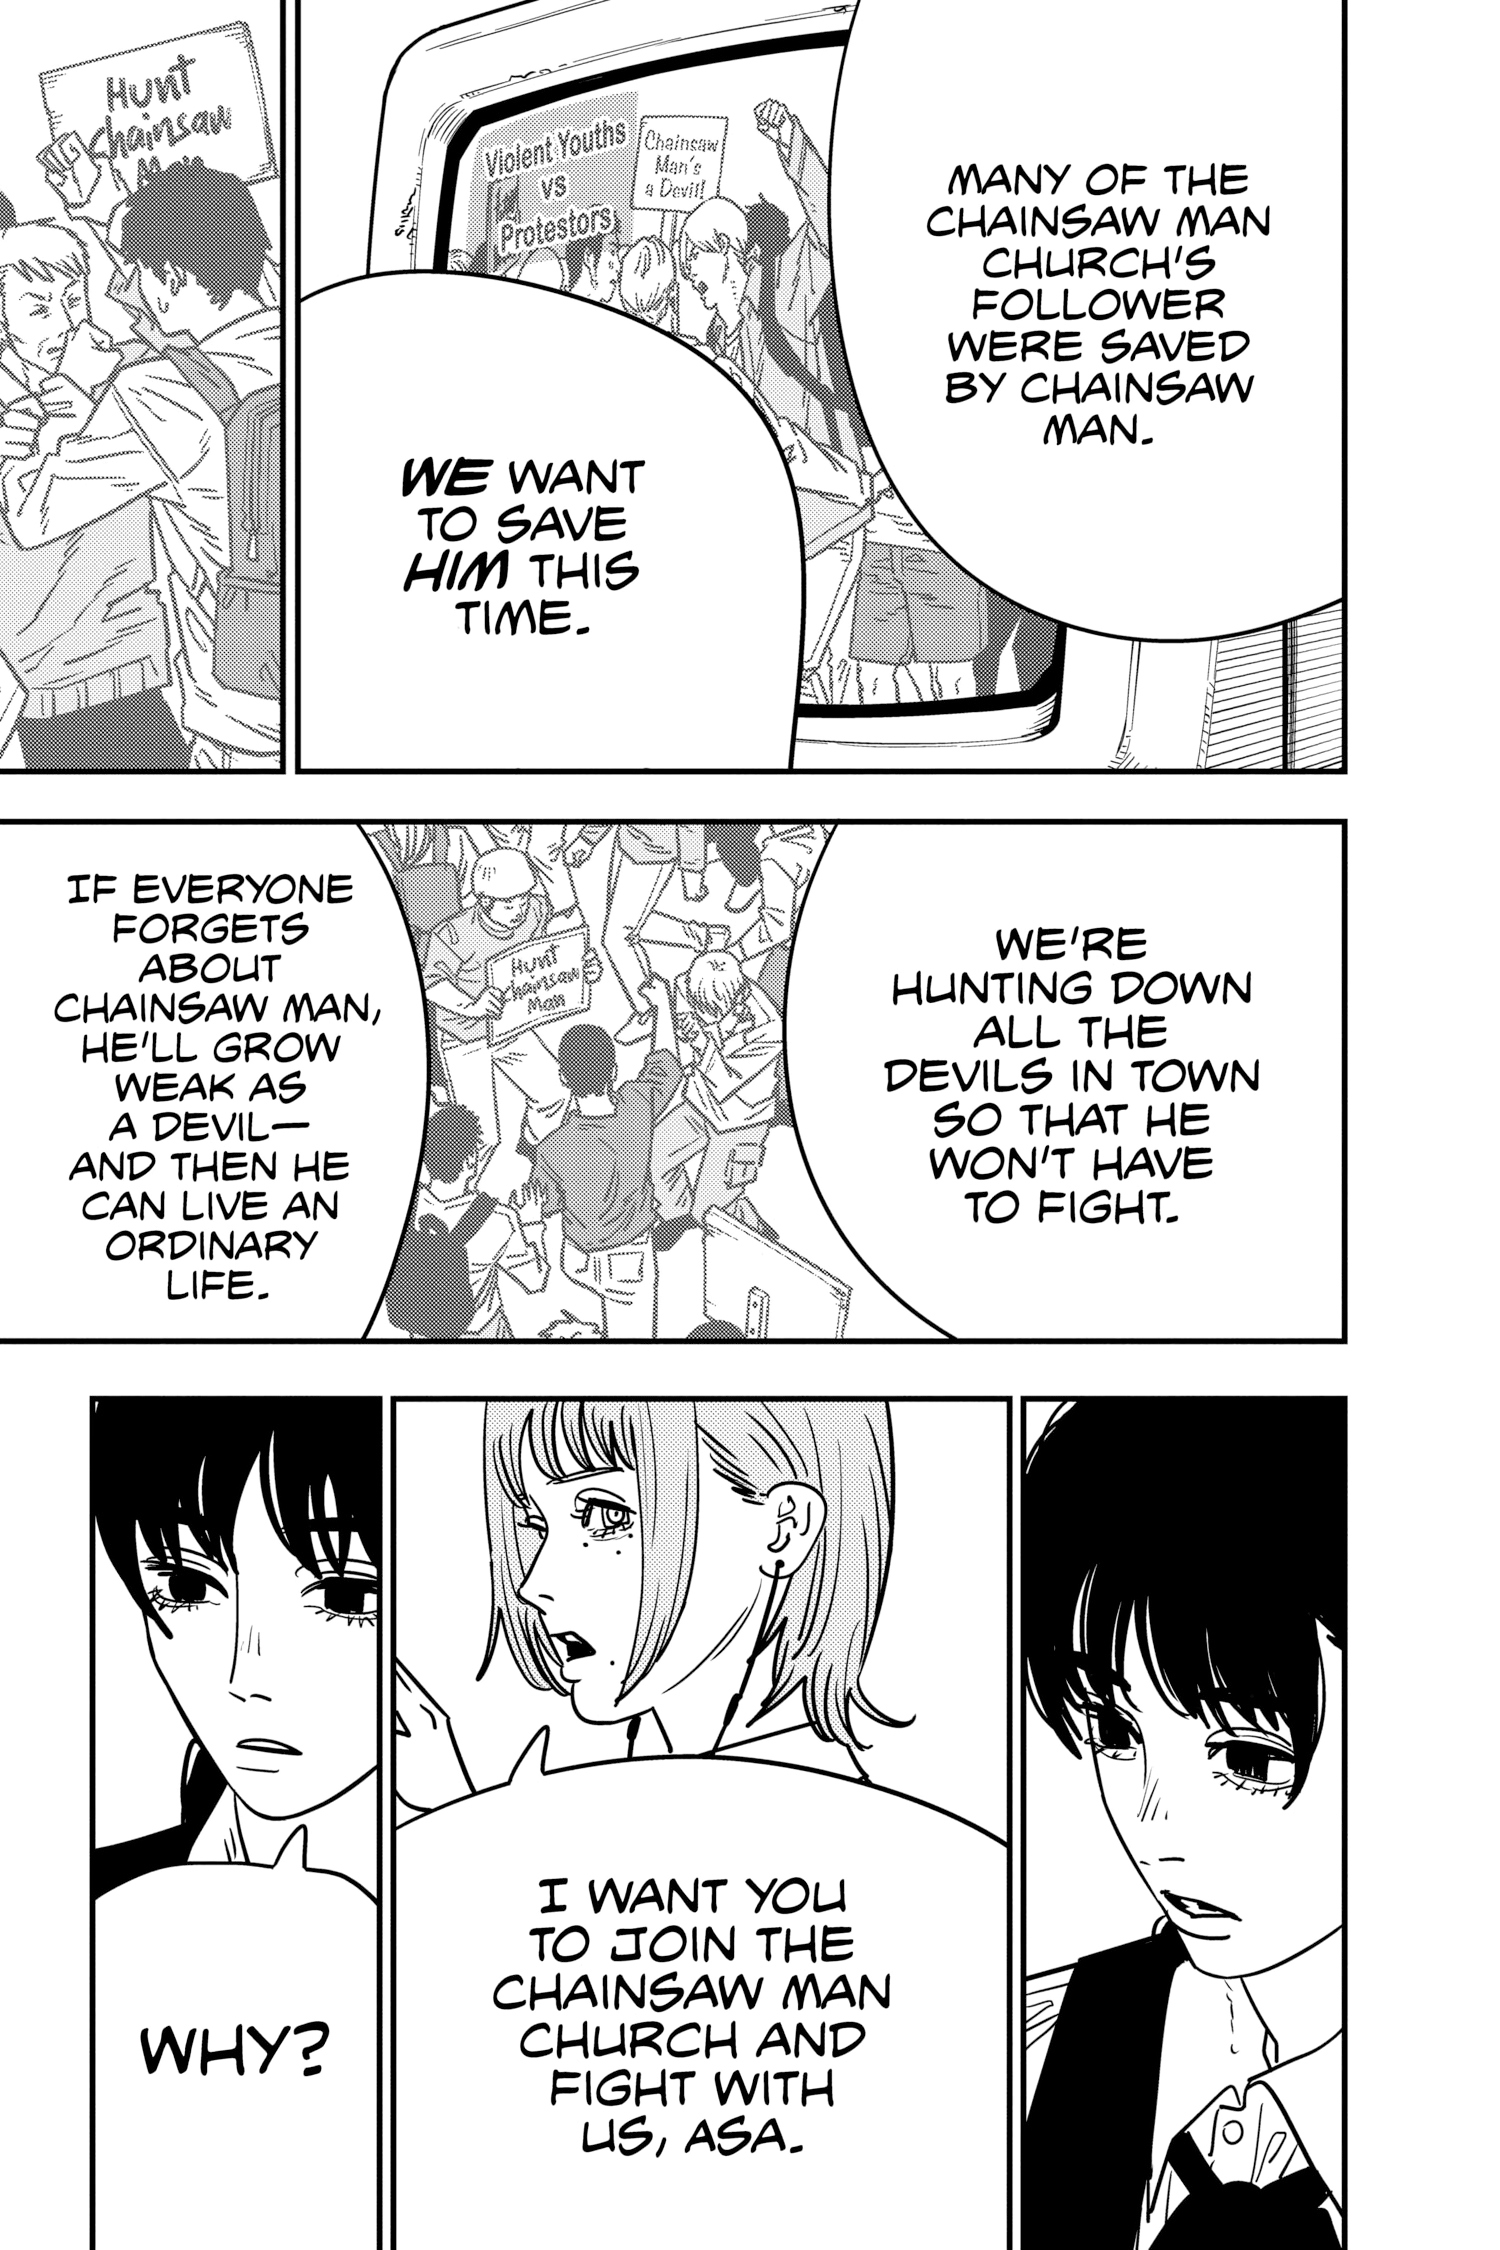 MANY OF THE
CHAINSAW MAN
CHURCH'S
FOLLOWER
WERE SAVED
BY CHAINSAW
MAN.
Violent Youths
vs
Protestors
Chainsaw
Man's
a Devil!
WE WANT
TO SAVE
HIM THIS
TIME.
Hunt
Chainsaw
Man
WE'RE
HUNTING DOWN
ALL THE
DEVILS IN TOWN
SO THAT HE
WON'T HAVE
TO FIGHT.
Hunt
Chainsaw
Man
IF EVERYONE
FORGETS
ABOUT
CHAINSAW MAN,
HE'LL GROW
WEAK AS
A DEVIL—
AND THEN HE
CAN LIVE AN
ORDINARY
LIFE.
I WANT YOU
TO JOIN THE
CHAINSAW MAN
CHURCH AND
FIGHT WITH
US, ASA.
WHY?